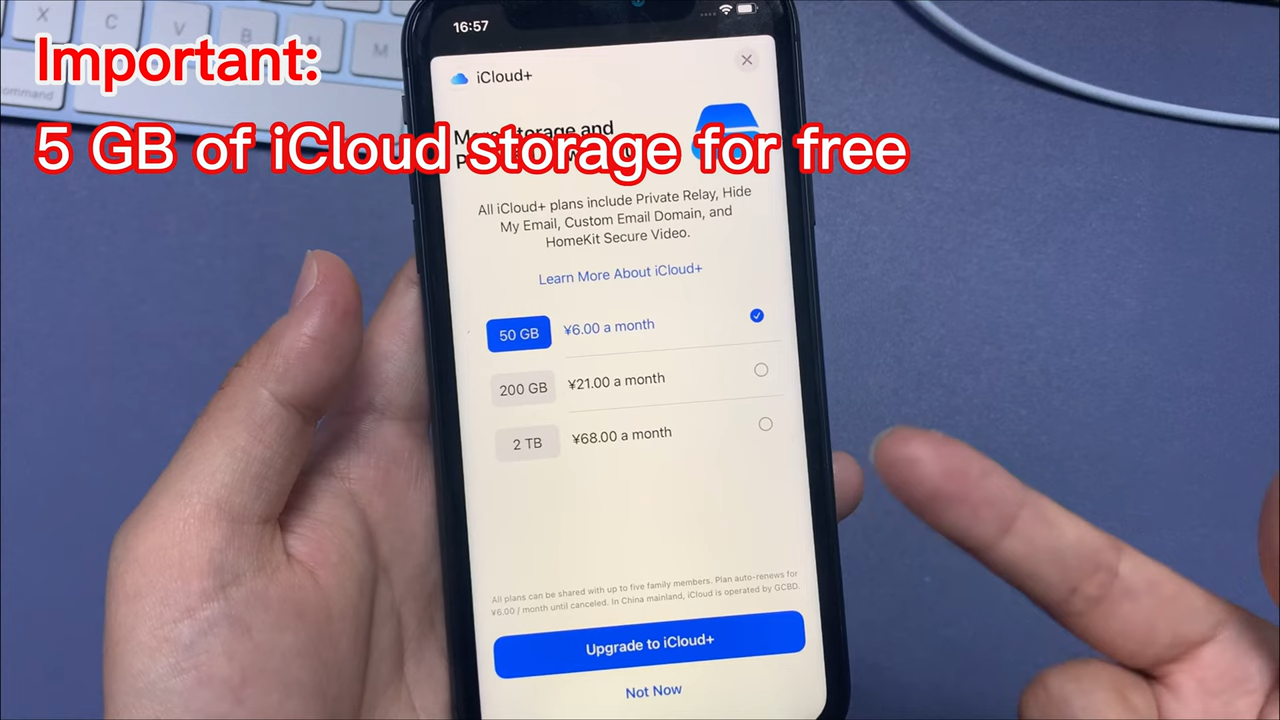 X
C
V
B
N
M
command
Important:
5 GB of iCloud storage for free
16:57
iCloud+
More storage and
All iCloud+ plans include Private Relay, Hide
My Email, Custom Email Domain, and
HomeKit Secure Video.
Learn More About iCloud+
50 GB ¥6.00 a month
200 GB ¥21.00 a month
2 TB ¥68.00 a month
All plans can be shared with up to five family members. Plan auto-renews for
¥6.00 / month until canceled. In China mainland, iCloud is operated by GCBD.
Upgrade to iCloud+
Not Now